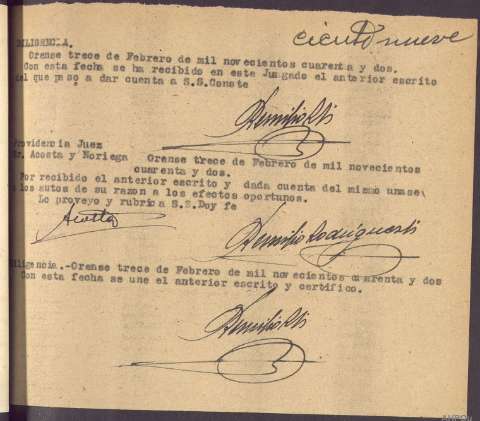 ciento nueve
DILIGENCIA.
Orense trece de Febrero de mil novecientos cuarenta y dos.
Con esta fecha se ha recibido en este Juzgado el anterior escrito
del que paso a dar cuenta a S.S.Conste
Providencia Juez
Sr. Acosta y Noriega Orense trece de Febrero de mil novecientos
cuarenta y dos.
Por recibido el anterior escrito y dada cuenta del mismo unase
a los autos de su razon a los efectos oportunos.
Lo proveyo y rubrica S.S.Doy fe
Acosta
Diligencia.-Orense trece de Febrero de mil novecientos cuarenta y dos
Con esta fecha se une el anterior escrito y certifico.